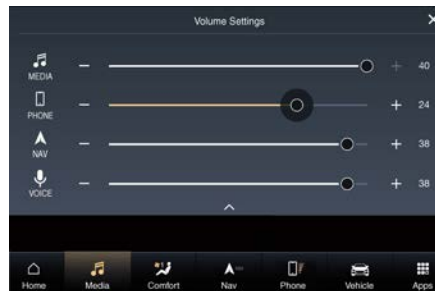 Volume Settings
MEDIA
40
PHONE
24
NAV
38
VOICE
38
Home Media Comfort Nav Phone Vehicle Apps